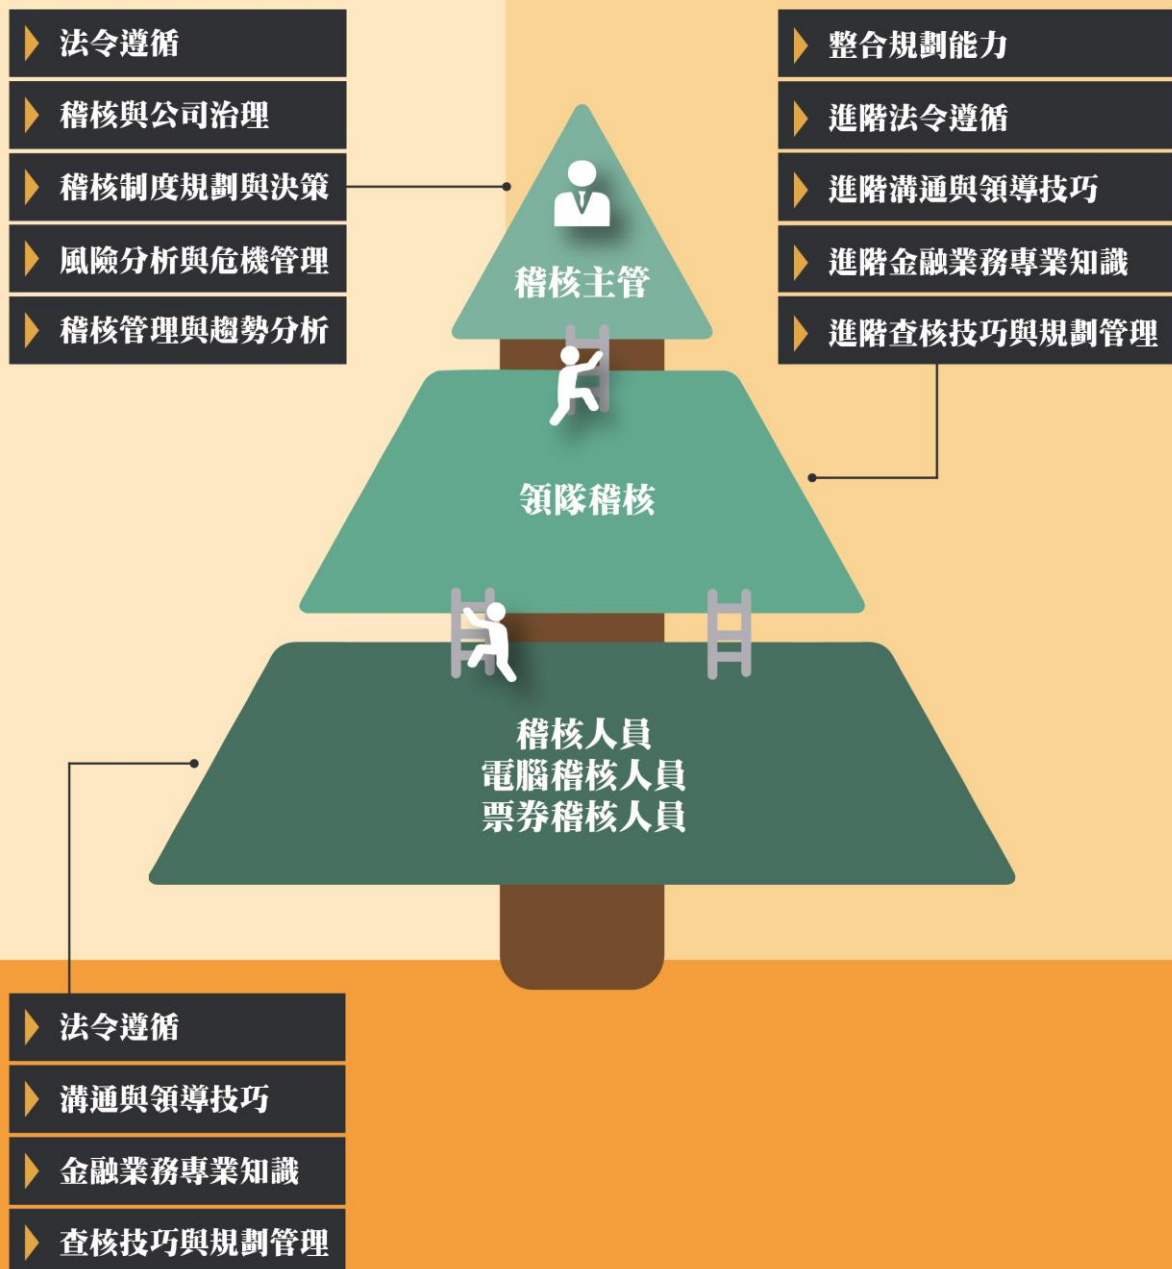 法令遵循
稽核與公司治理
稽核制度規劃與決策
風險分析與危機管理
稽核管理與趨勢分析
整合規劃能力
進階法令遵循
進階溝通與領導技巧
進階金融業務專業知識
進階查核技巧與規劃管理
稽核主管
領隊稽核
稽核人員
電腦稽核人員
票券稽核人員
法令遵循
溝通與領導技巧
金融業務專業知識
查核技巧與規劃管理